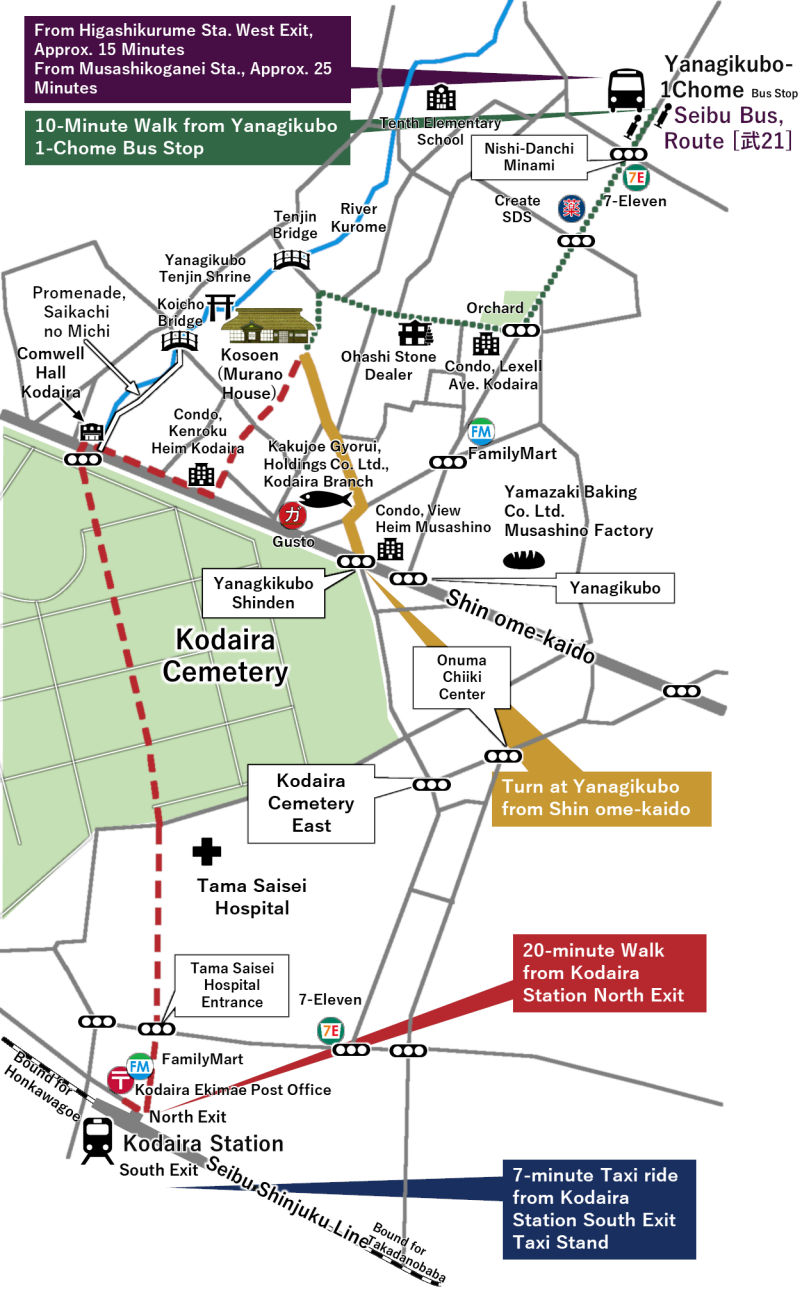 From Higashikurume Sta. West Exit,
Approx. 15 Minutes
From Musashikoganei Sta., Approx. 25
Minutes
10-Minute Walk from Yanagikubo
1-Chome Bus Stop
Yanagikubo-
1Chome Bus Stop
Seibu Bus,
Route [武21]
Tenth Elementary
School
Nishi-Danchi
Minami
7E
7-Eleven
Create
SDS
薬
River
Kurome
Tenjin
Bridge
Yanagikubo
Tenjin Shrine
Koicho
Bridge
Promenade,
Saikachi
no Michi
Comwell
Hall
Kodaira
Kosoen
(Murano
House)
Orchard
Ohashi Stone
Dealer
Condo, Lexell
Ave. Kodaira
Condo,
Kenroku
Heim Kodaira
Kakujoe Gyorui,
Holdings Co. Ltd.,
Kodaira Branch
FM
FamilyMart
ガ
Gusto
Condo, View
Heim Musashino
Yamazaki Baking
Co. Ltd.
Musashino Factory
Yanagkikubo
Shinden
Yanagikubo
Shin ome-kaido
Kodaira
Cemetery
Onuma
Chiiki
Center
Kodaira
Cemetery
East
Turn at Yanagikubo
from Shin ome-kaido
Tama Saisei
Hospital
20-minute Walk
from Kodaira
Station North Exit
Tama Saisei
Hospital
Entrance
7-Eleven
7E
FM
FamilyMart
〒
Kodaira Ekimae Post Office
Bound for
Honkawagoe
North Exit
Kodaira Station
South Exit
Seibu Shinjuku Line
Bound for
Takadanobaba
7-minute Taxi ride
from Kodaira
Station South Exit
Taxi Stand